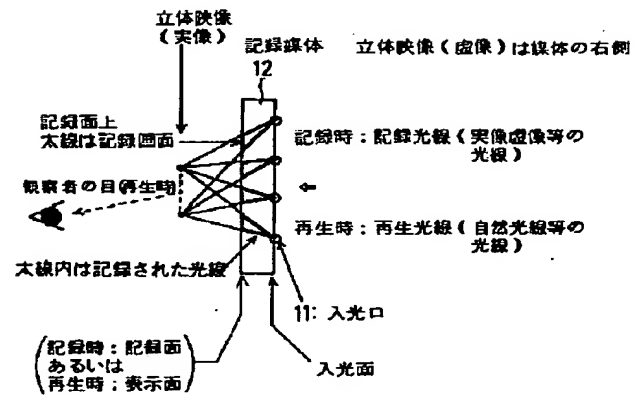 立体映像
(実像)
記録媒体
12
立体映像(虚像)は媒体の右側
記録面上
太線は記録画面
記録時:記録光線(実像虚像等の
光線)
観察者の目(再生時)
⇐
再生時:再生光線(自然光線等の
光線)
太線内は記録された光線
11: 入光口
記録時:記録面
あるいは
再生時:表示面
入光面